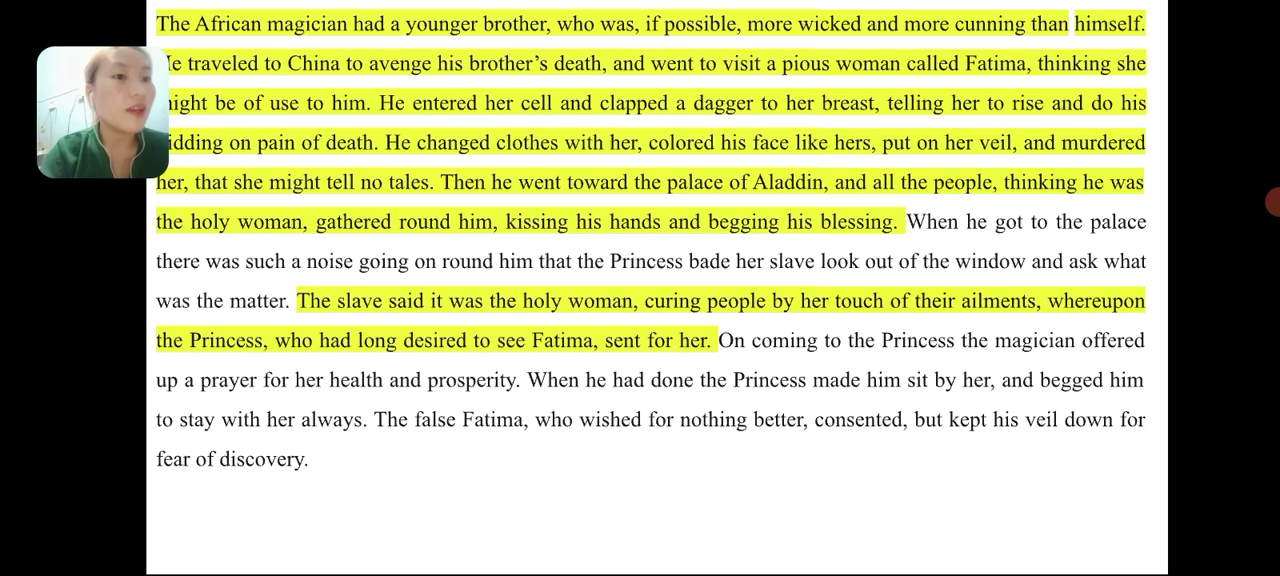 The African magician had a younger brother, who was, if possible, more wicked and more cunning than himself.
traveled to China to avenge his brother’s death, and went to visit a pious woman called Fatima, thinking she
might be of use to him. He entered her cell and clapped a dagger to her breast, telling her to rise and do his
bidding on pain of death. He changed clothes with her, colored his face like hers, put on her veil, and murdered
her, that she might tell no tales. Then he went toward the palace of Aladdin, and all the people, thinking he was
the holy woman, gathered round him, kissing his hands and begging his blessing. When he got to the palace
there was such a noise going on round him that the Princess bade her slave look out of the window and ask what
was the matter. The slave said it was the holy woman, curing people by her touch of their ailments, whereupon
the Princess, who had long desired to see Fatima, sent for her. On coming to the Princess the magician offered
up a prayer for her health and prosperity. When he had done the Princess made him sit by her, and begged him
to stay with her always. The false Fatima, who wished for nothing better, consented, but kept his veil down for
fear of discovery.